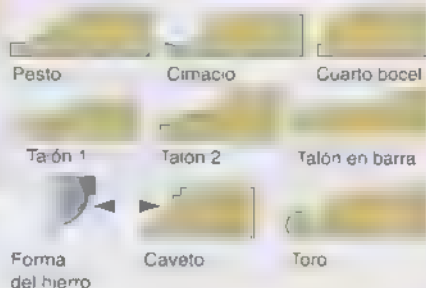 Pesto
Cimacio
Cuarto bocel
Talón 1
Talón 2
Talón en barra
Forma
del hierro
Caveto
Toro